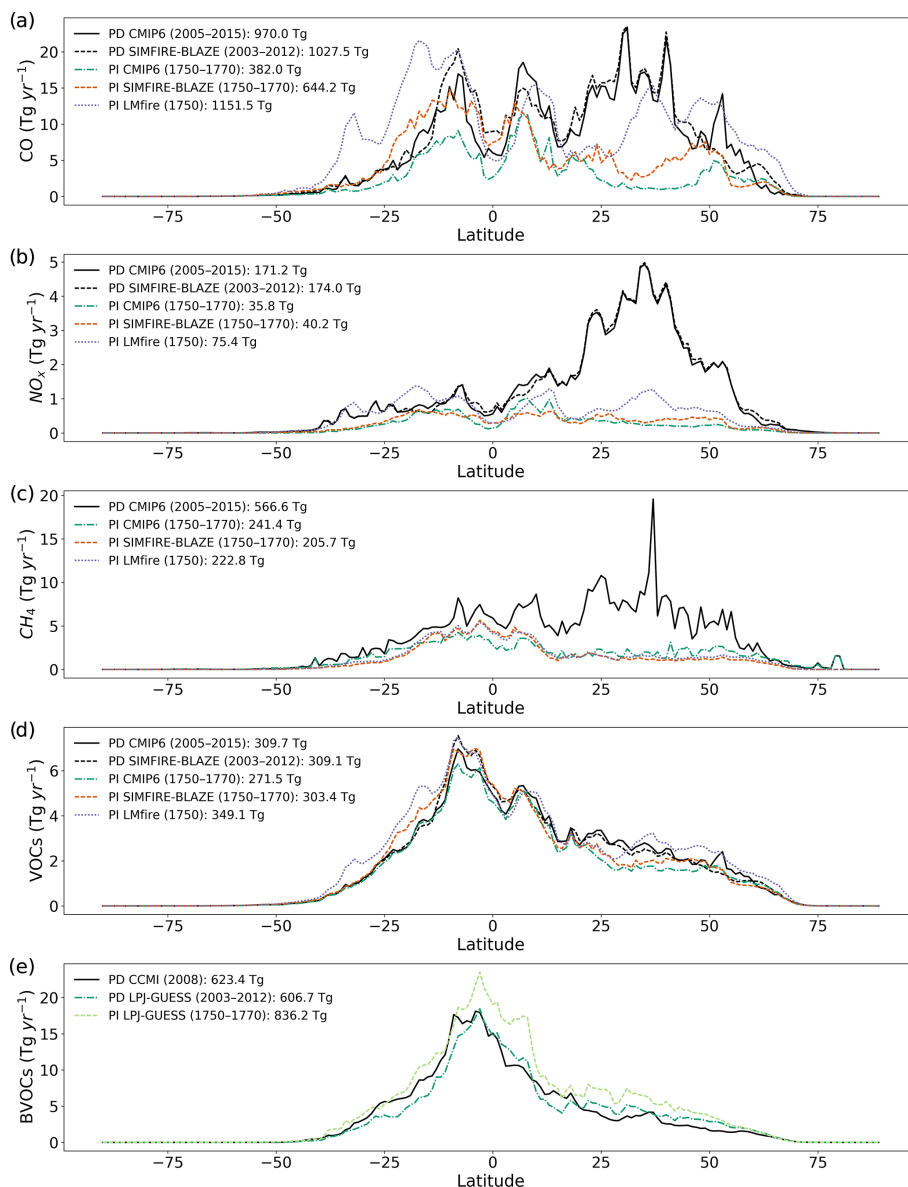 (a)
PD CMIP6 (2005–2015): 970.0 Tg
PD SIMFIRE-BLAZE (2003–2012): 1027.5 Tg
PI CMIP6 (1750–1770): 382.0 Tg
PI SIMFIRE-BLAZE (1750–1770): 644.2 Tg
PI LMfire (1750): 1151.5 Tg
CO (Tg yr⁻¹)
20
15
10
5
0
−75 −50 −25 0 25 50 75
Latitude
(b)
PD CMIP6 (2005–2015): 171.2 Tg
PD SIMFIRE-BLAZE (2003–2012): 174.0 Tg
PI CMIP6 (1750–1770): 35.8 Tg
PI SIMFIRE-BLAZE (1750–1770): 40.2 Tg
PI LMfire (1750): 75.4 Tg
NOₓ (Tg yr⁻¹)
5
4
3
2
1
0
−75 −50 −25 0 25 50 75
Latitude
(c)
PD CMIP6 (2005–2015): 566.6 Tg
PI CMIP6 (1750–1770): 241.4 Tg
PI SIMFIRE-BLAZE (1750–1770): 205.7 Tg
PI LMfire (1750): 222.8 Tg
CH₄ (Tg yr⁻¹)
20
15
10
5
0
−75 −50 −25 0 25 50 75
Latitude
(d)
PD CMIP6 (2005–2015): 309.7 Tg
PD SIMFIRE-BLAZE (2003–2012): 309.1 Tg
PI CMIP6 (1750–1770): 271.5 Tg
PI SIMFIRE-BLAZE (1750–1770): 303.4 Tg
PI LMfire (1750): 349.1 Tg
VOCs (Tg yr⁻¹)
6
4
2
0
−75 −50 −25 0 25 50 75
Latitude
(e)
PD CCMI (2008): 623.4 Tg
PD LPJ-GUESS (2003–2012): 606.7 Tg
PI LPJ-GUESS (1750–1770): 836.2 Tg
BVOCs (Tg yr⁻¹)
20
15
10
5
0
−75 −50 −25 0 25 50 75
Latitude